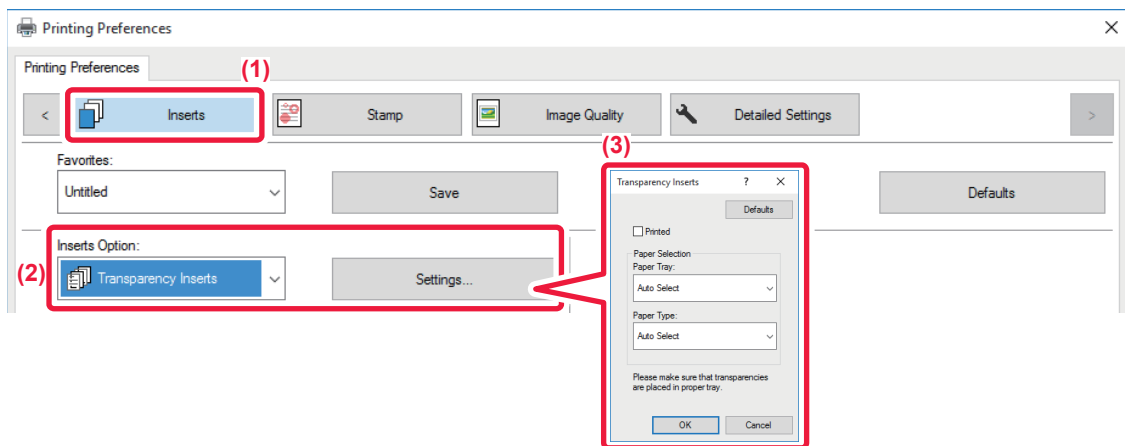 Printing Preferences
Printing Preferences
(1)
< Inserts Stamp Image Quality Detailed Settings >
Favorites:
Untitled Save Defaults
Inserts Option:
(2)
Transparency Inserts Settings...
(3)
Transparency Inserts ?
Defaults
Printed
Paper Selection
Paper Tray:
Auto Select
Paper Type:
Auto Select
Please make sure that transparencies
are placed in proper tray.
OK Cancel